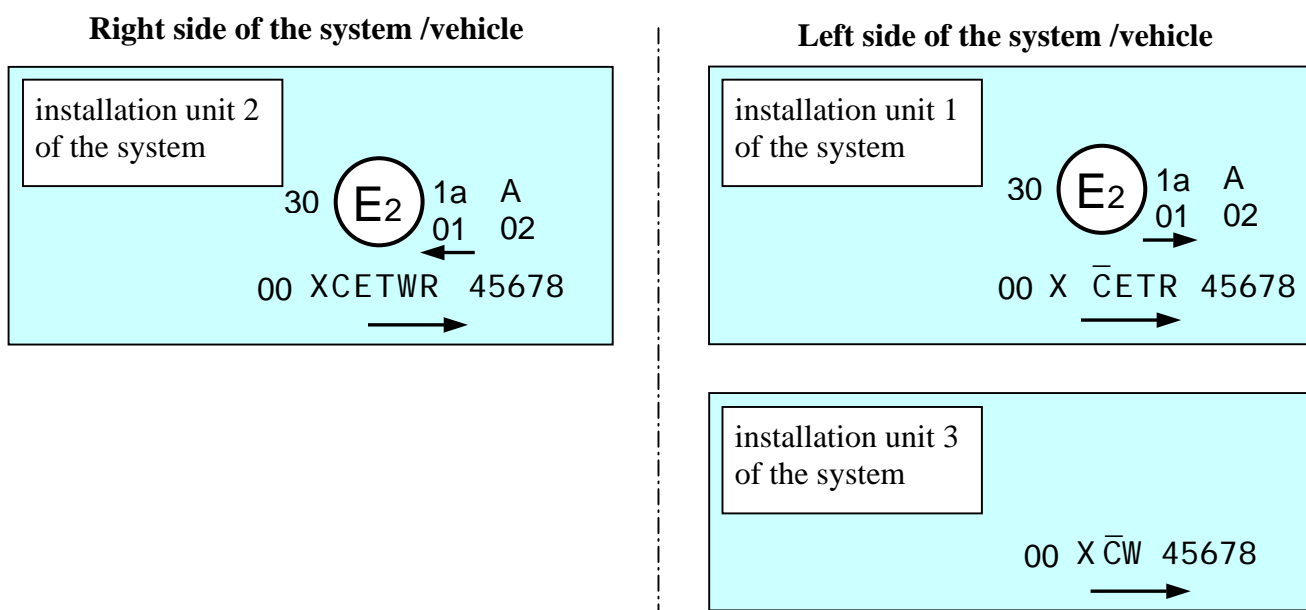 Right side of the system /vehicle
installation unit 2
of the system
30 E2 1a A
01 02
00 XCETWR 45678
Left side of the system /vehicle
installation unit 1
of the system
30 E2 1a A
01 02
00 X C̅ETR 45678
installation unit 3
of the system
00 X C̅W 45678